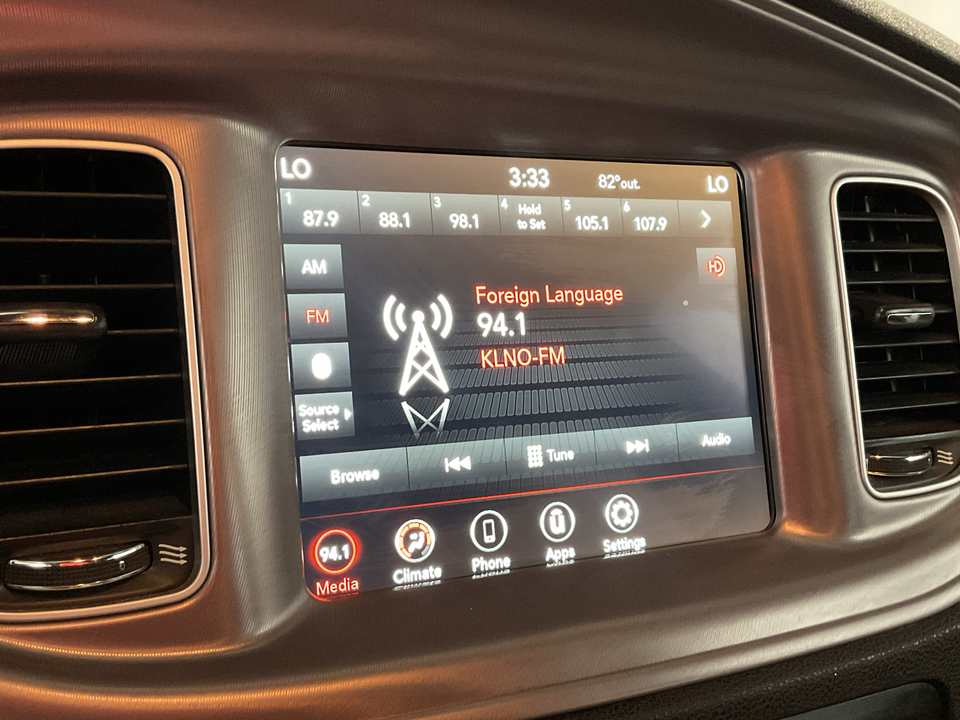 LO 3:33 82°out. LO
1 87.9 2 88.1 3 98.1 4 Hold to Set 5 105.1 6 107.9
AM
HD
Foreign Language
FM
94.1
KLNO-FM
Source
Select
Browse Tune Audio
94.1
Media Climate Phone Apps Settings